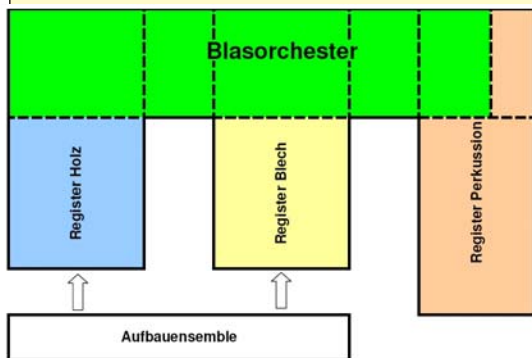 Blasorchester
Register Holz
Register Blech
Register Perkussion
Aufbauensemble